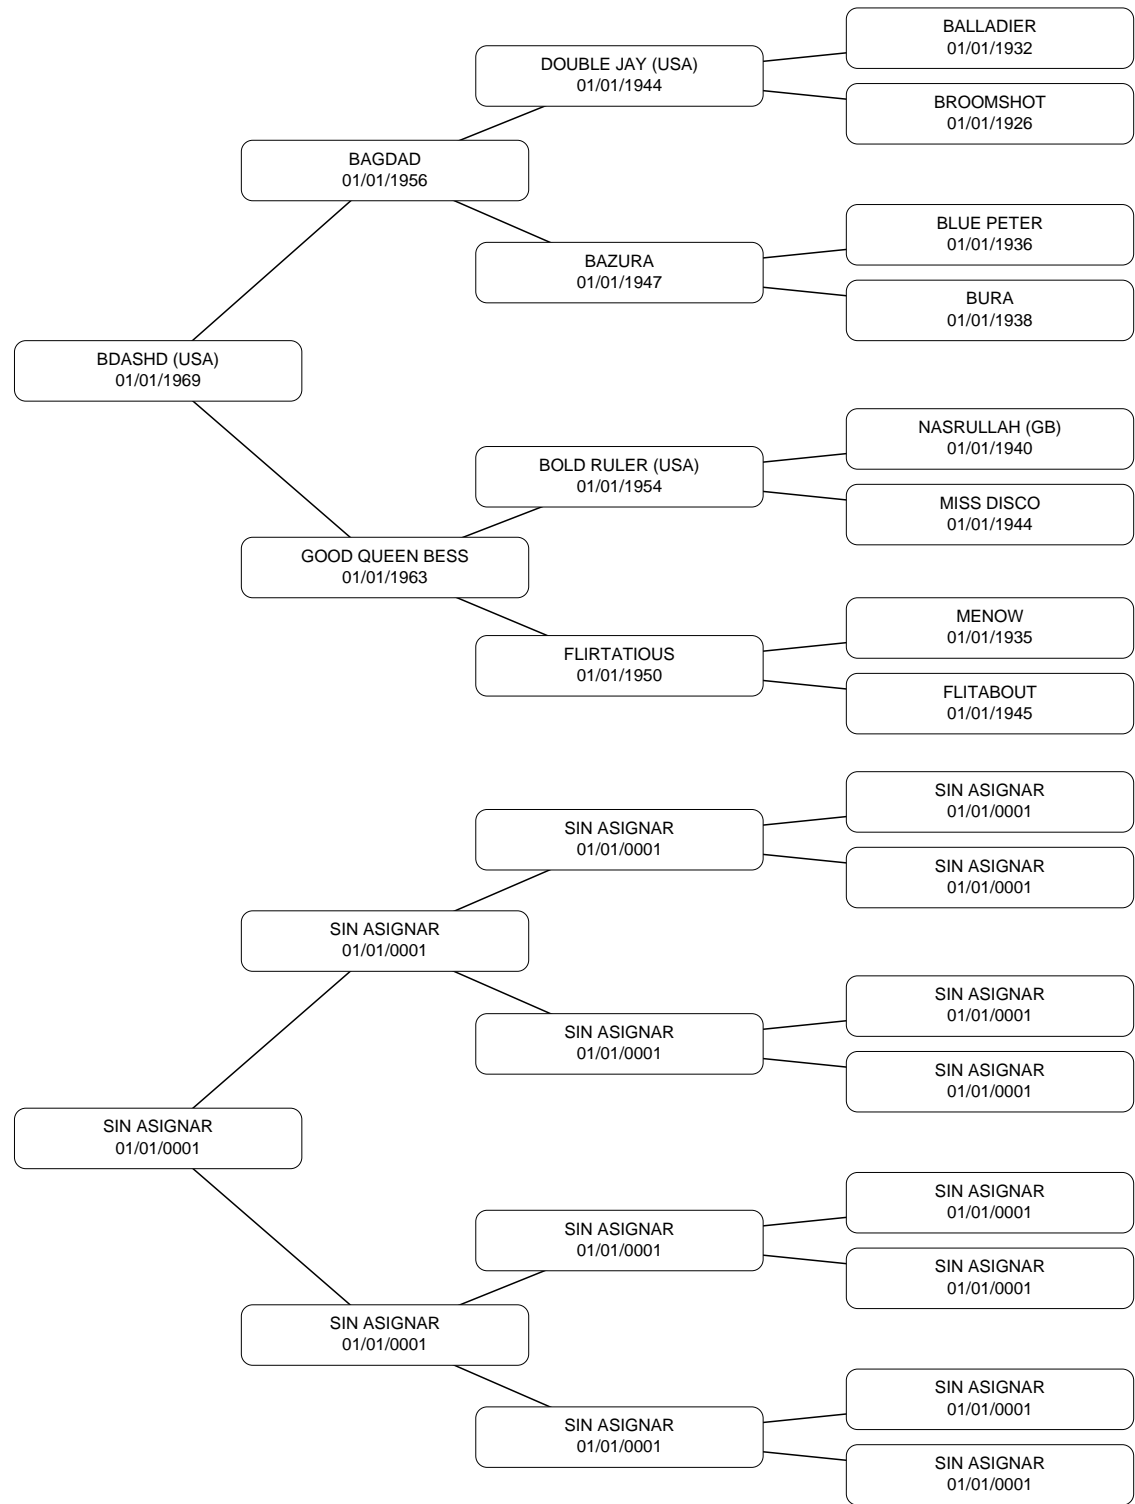 BALLADIER
01/01/1932
DOUBLE JAY (USA)
01/01/1944
BROOMSHOT
01/01/1926
BAGDAD
01/01/1956
BLUE PETER
01/01/1936
BAZURA
01/01/1947
BURA
01/01/1938
BDASHD (USA)
01/01/1969
NASRULLAH (GB)
01/01/1940
BOLD RULER (USA)
01/01/1954
MISS DISCO
01/01/1944
GOOD QUEEN BESS
01/01/1963
MENOW
01/01/1935
FLIRTATIOUS
01/01/1950
FLITABOUT
01/01/1945
SIN ASIGNAR
01/01/0001
SIN ASIGNAR
01/01/0001
SIN ASIGNAR
01/01/0001
SIN ASIGNAR
01/01/0001
SIN ASIGNAR
01/01/0001
SIN ASIGNAR
01/01/0001
SIN ASIGNAR
01/01/0001
SIN ASIGNAR
01/01/0001
SIN ASIGNAR
01/01/0001
SIN ASIGNAR
01/01/0001
SIN ASIGNAR
01/01/0001
SIN ASIGNAR
01/01/0001
SIN ASIGNAR
01/01/0001
SIN ASIGNAR
01/01/0001
SIN ASIGNAR
01/01/0001